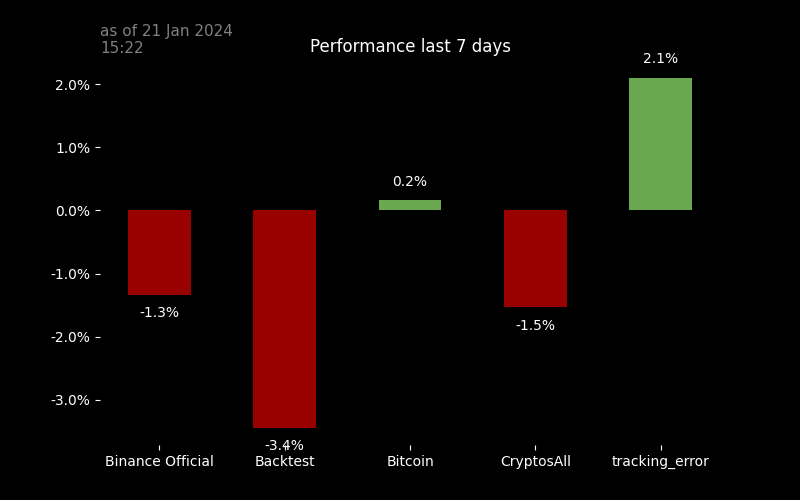 as of 21 Jan 2024
15:22
Performance last 7 days
2.1%
2.0%
1.0%
0.2%
0.0%
-1.0%
-1.3%
-1.5%
-2.0%
-3.0%
-3.4%
Binance Official
Backtest
Bitcoin
CryptosAll
tracking_error